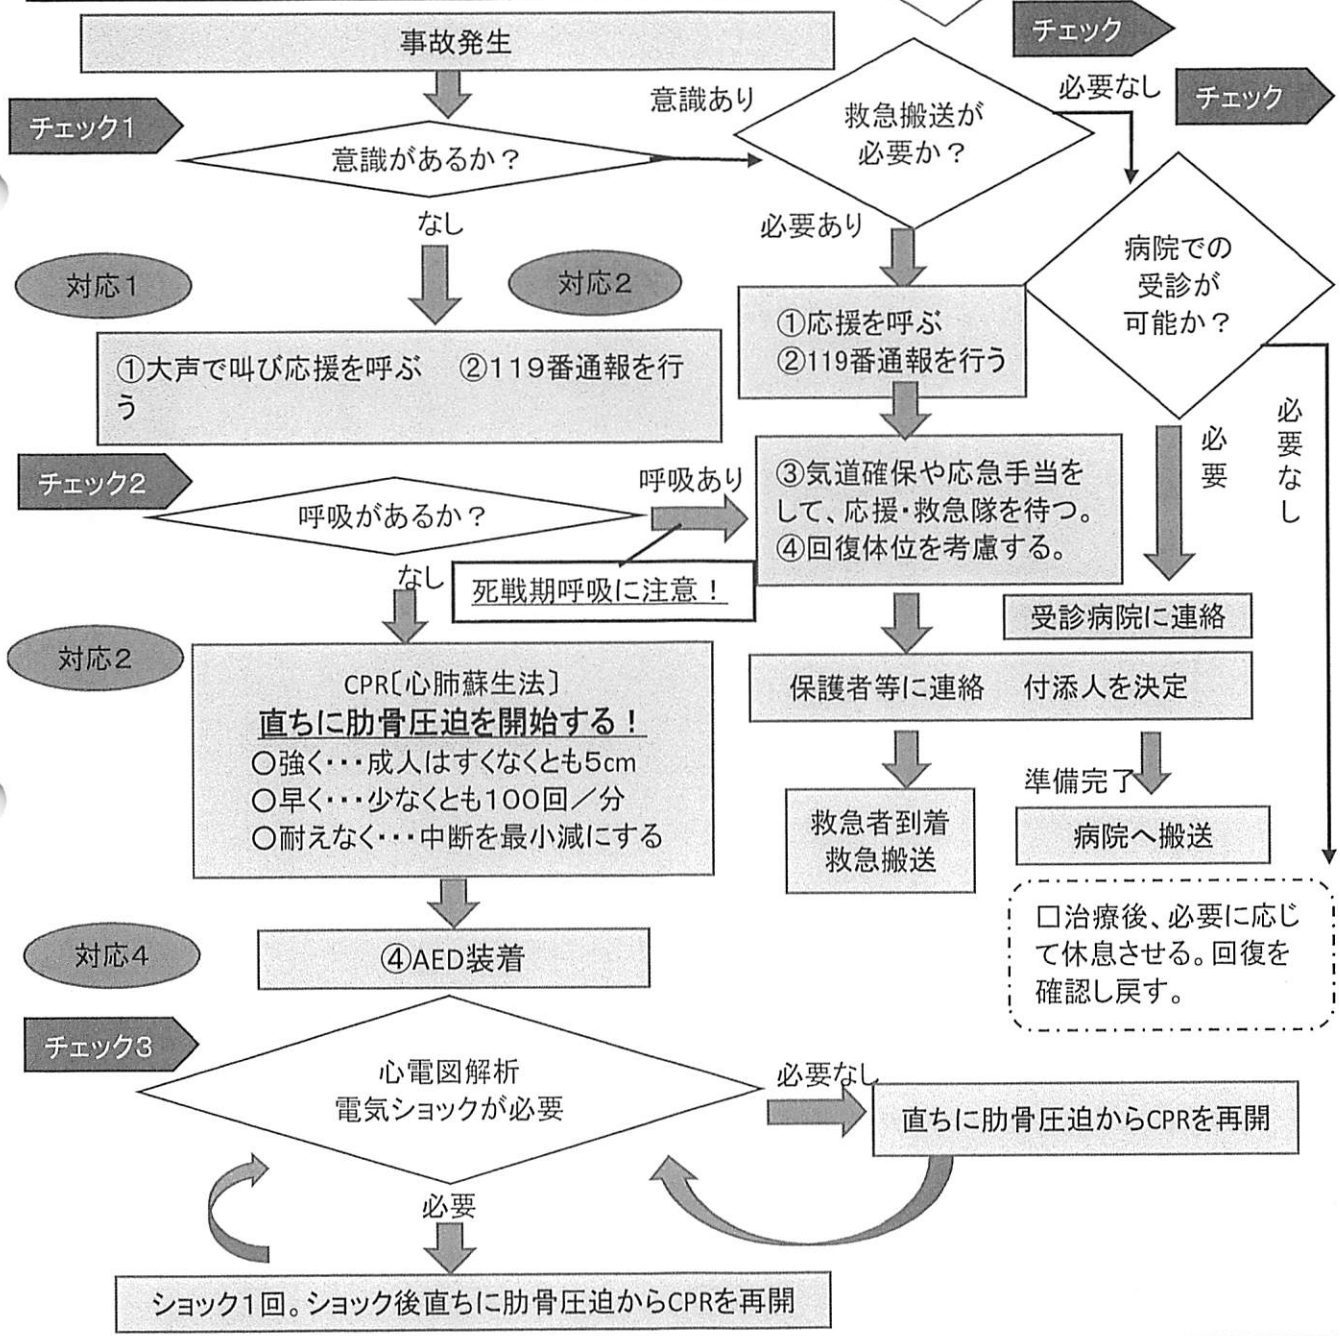 事故発生
チェック
チェック
チェック1
意識があるか？
意識あり
救急搬送が
必要か？
必要なし
なし
必要あり
病院での
受診が
可能か？
対応1
対応2
①大声で叫び応援を呼ぶ ②119番通報を行
う
①応援を呼ぶ
②119番通報を行う
必要
必要なし
チェック2
呼吸があるか？
呼吸あり
③気道確保や応急手当を
して、応援・救急隊を待つ。
④回復体位を考慮する。
なし
死戦期呼吸に注意！
受診病院に連絡
対応2
CPR〔心肺蘇生法〕
直ちに肋骨圧迫を開始する！
○強く・・・成人はすくなくとも5cm
○早く・・・少なくとも100回／分
○耐えなく・・・中断を最小減にする
保護者等に連絡 付添人を決定
準備完了
救急者到着
救急搬送
病院へ搬送
□治療後、必要に応じ
て休息させる。回復を
確認し戻す。
対応4
④AED装着
チェック3
心電図解析
電気ショックが必要
必要なし
直ちに肋骨圧迫からCPRを再開
必要
ショック1回。ショック後直ちに肋骨圧迫からCPRを再開